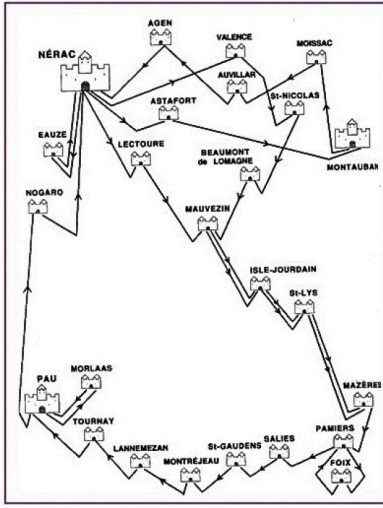 AGEN
VALENCE
MOISSAC
NÉRAC
AUVILLAR
St-NICOLAS
ASTAFORT
EAUZE
LECTOURE
BEAUMONT
de LOMAGNE
MONTAUBAN
NOGARO
MAUVEZIN
ISLE-JOURDAIN
St-LYS
MORLAAS
PAU
MAZÈRES
TOURNAY
PAMIERS
SALIES
St-GAUDENS
LANNEMEZAN
MONTRÉJEAU
FOIX